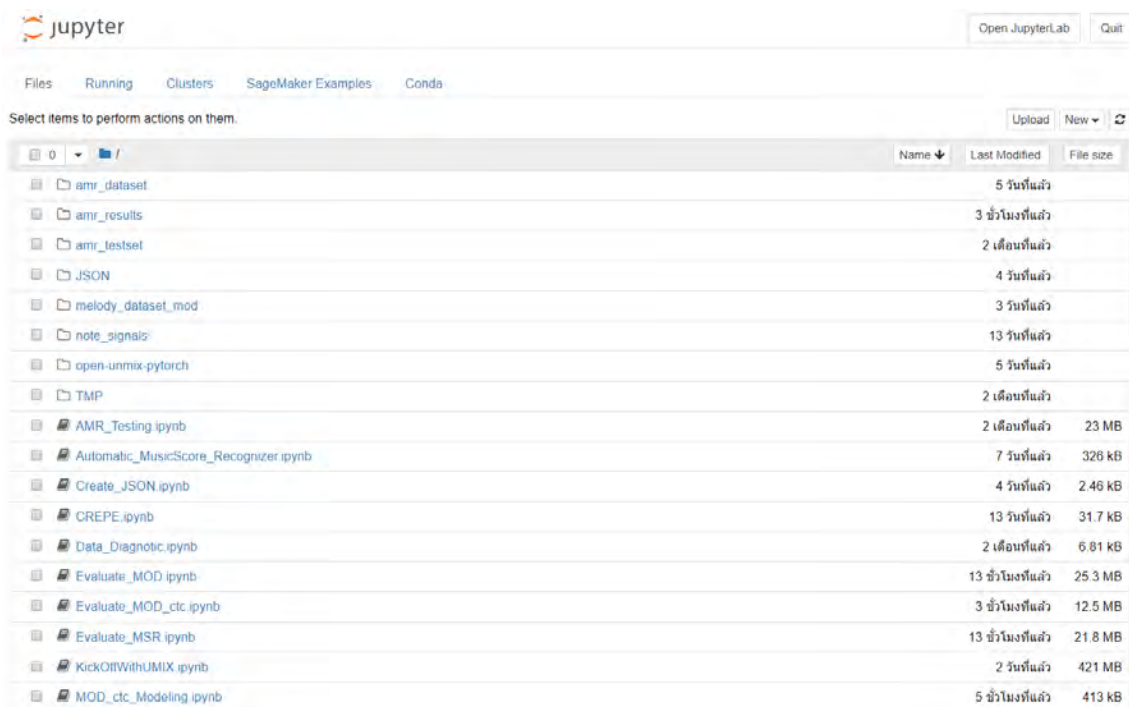 jupyter
Open JupyterLab Quit
Files Running Clusters SageMaker Examples Conda
Select items to perform actions on them.
Upload New
0 / Name Last Modified File size
amr_dataset 5 วันที่แล้ว
amr_results 3 ชั่วโมงที่แล้ว
amr_testset 2 เดือนที่แล้ว
JSON 4 วันที่แล้ว
melody_dataset_mod 3 วันที่แล้ว
note_signals 13 วันที่แล้ว
open-unmix-pytorch 5 วันที่แล้ว
TMP 2 เดือนที่แล้ว
AMR_Testing.ipynb 2 เดือนที่แล้ว 23 MB
Automatic_MusicScore_Recognizer.ipynb 7 วันที่แล้ว 326 kB
Create_JSON.ipynb 4 วันที่แล้ว 2.46 kB
CREPE.ipynb 13 วันที่แล้ว 31.7 kB
Data_Diagnotic.ipynb 2 เดือนที่แล้ว 6.81 kB
Evaluate_MOD.ipynb 13 ชั่วโมงที่แล้ว 25.3 MB
Evaluate_MOD_ctc.ipynb 3 ชั่วโมงที่แล้ว 12.5 MB
Evaluate_MSR.ipynb 13 ชั่วโมงที่แล้ว 21.8 MB
KickOffWithUMIX.ipynb 2 วันที่แล้ว 421 MB
MOD_ctc_Modeling.ipynb 5 ชั่วโมงที่แล้ว 413 kB